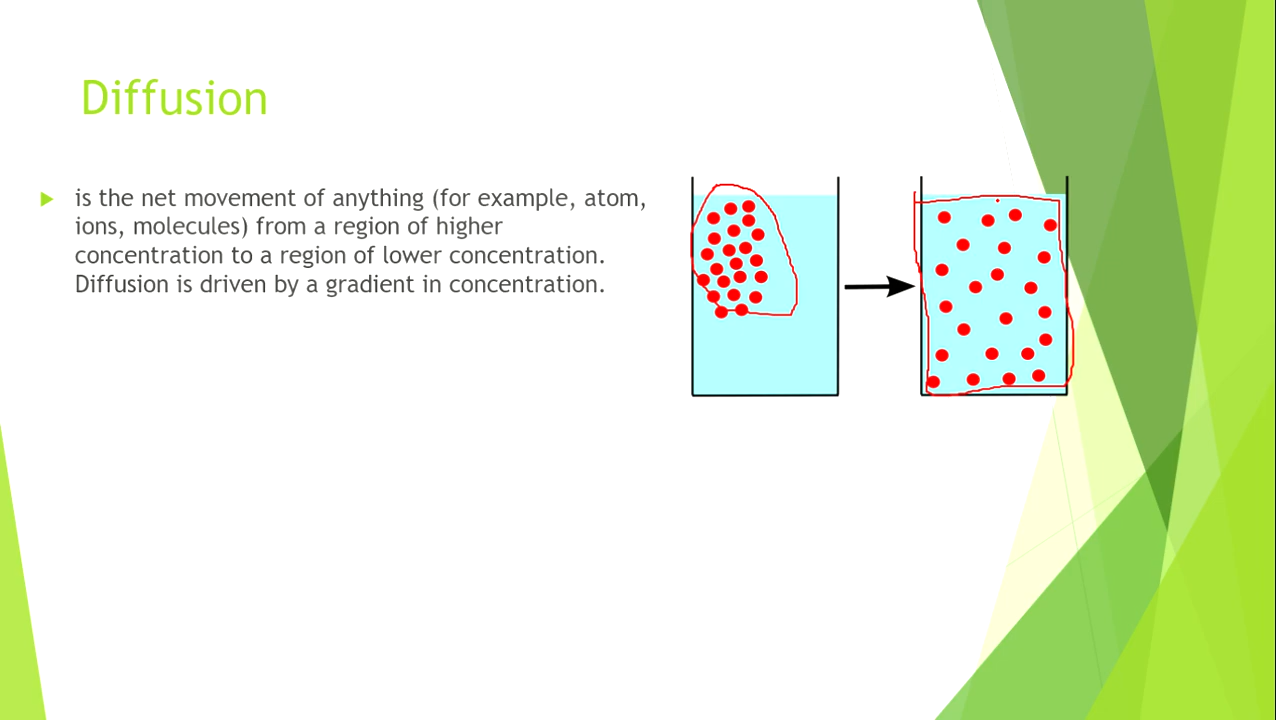 Diffusion
is the net movement of anything (for example, atom,
ions, molecules) from a region of higher
concentration to a region of lower concentration.
Diffusion is driven by a gradient in concentration.